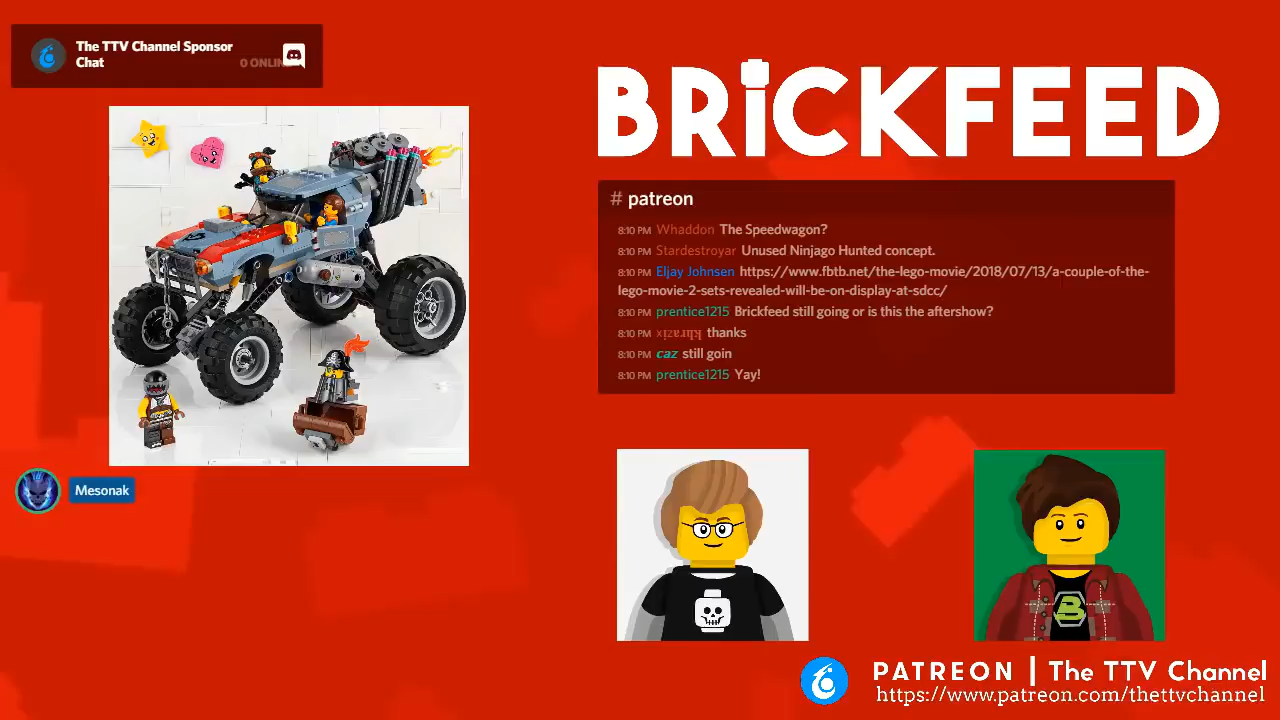 The TTV Channel Sponsor
Chat
BRICKFEED
# patreon
8:10 PM Whaddon The Speedwagon?
8:10 PM Stardestroyar Unused Ninjago Hunted concept.
8:10 PM Eljay Johnsen https://www.fbtb.net/the-lego-movie/2018/07/13/a-couple-of-the-
lego-movie-2-sets-revealed-will-be-on-display-at-sdcc/
8:10 PM prentice1215 Brickfeed still going or is this the aftershow?
8:10 PM thanks
8:10 PM caz still goin
8:10 PM prentice1215 Yay!
Mesonak
B
PATREON | The TTV Channel
https://www.patreon.com/thettvchannel